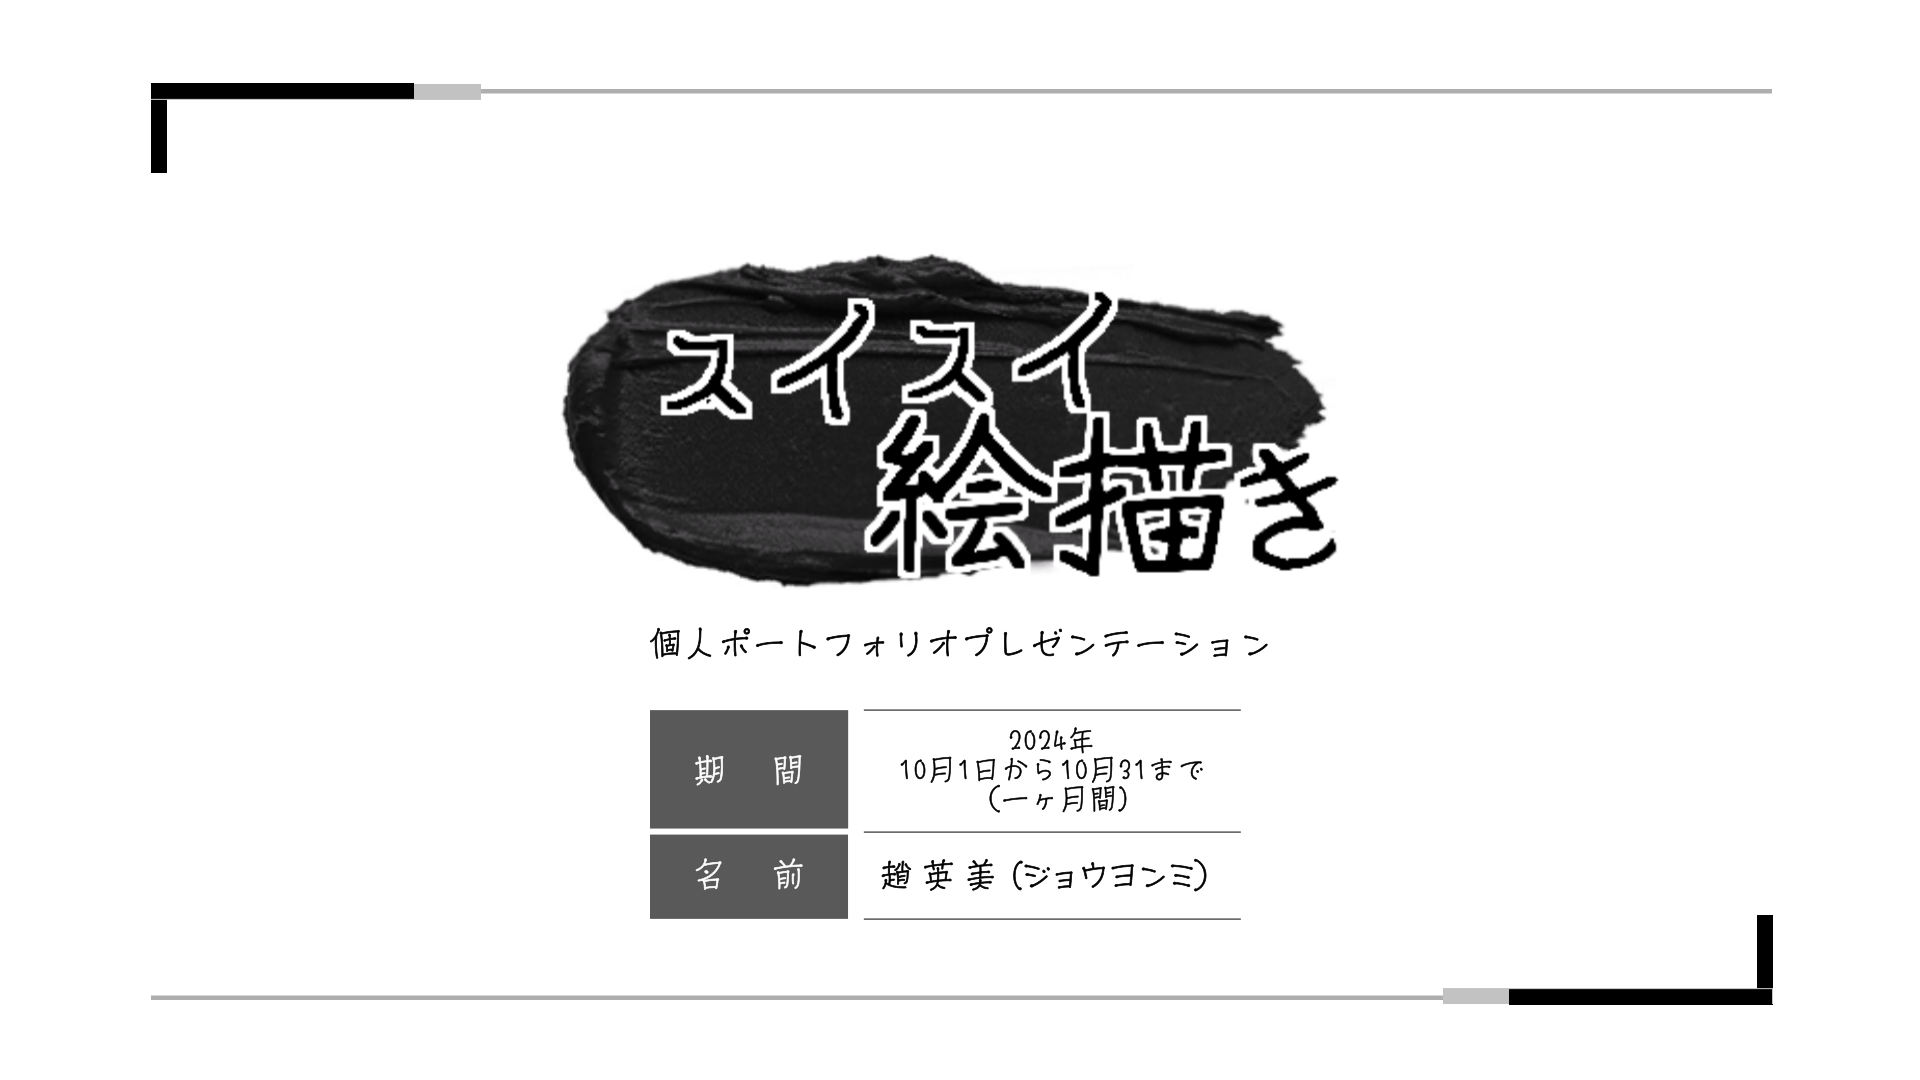 スイスイ
絵描き
個人ポートフォリオプレゼンテーション
期 間
2024年
10月1日から10月31まで
(一ヶ月間)
名 前
趙 英 美 (ジョウヨンミ)